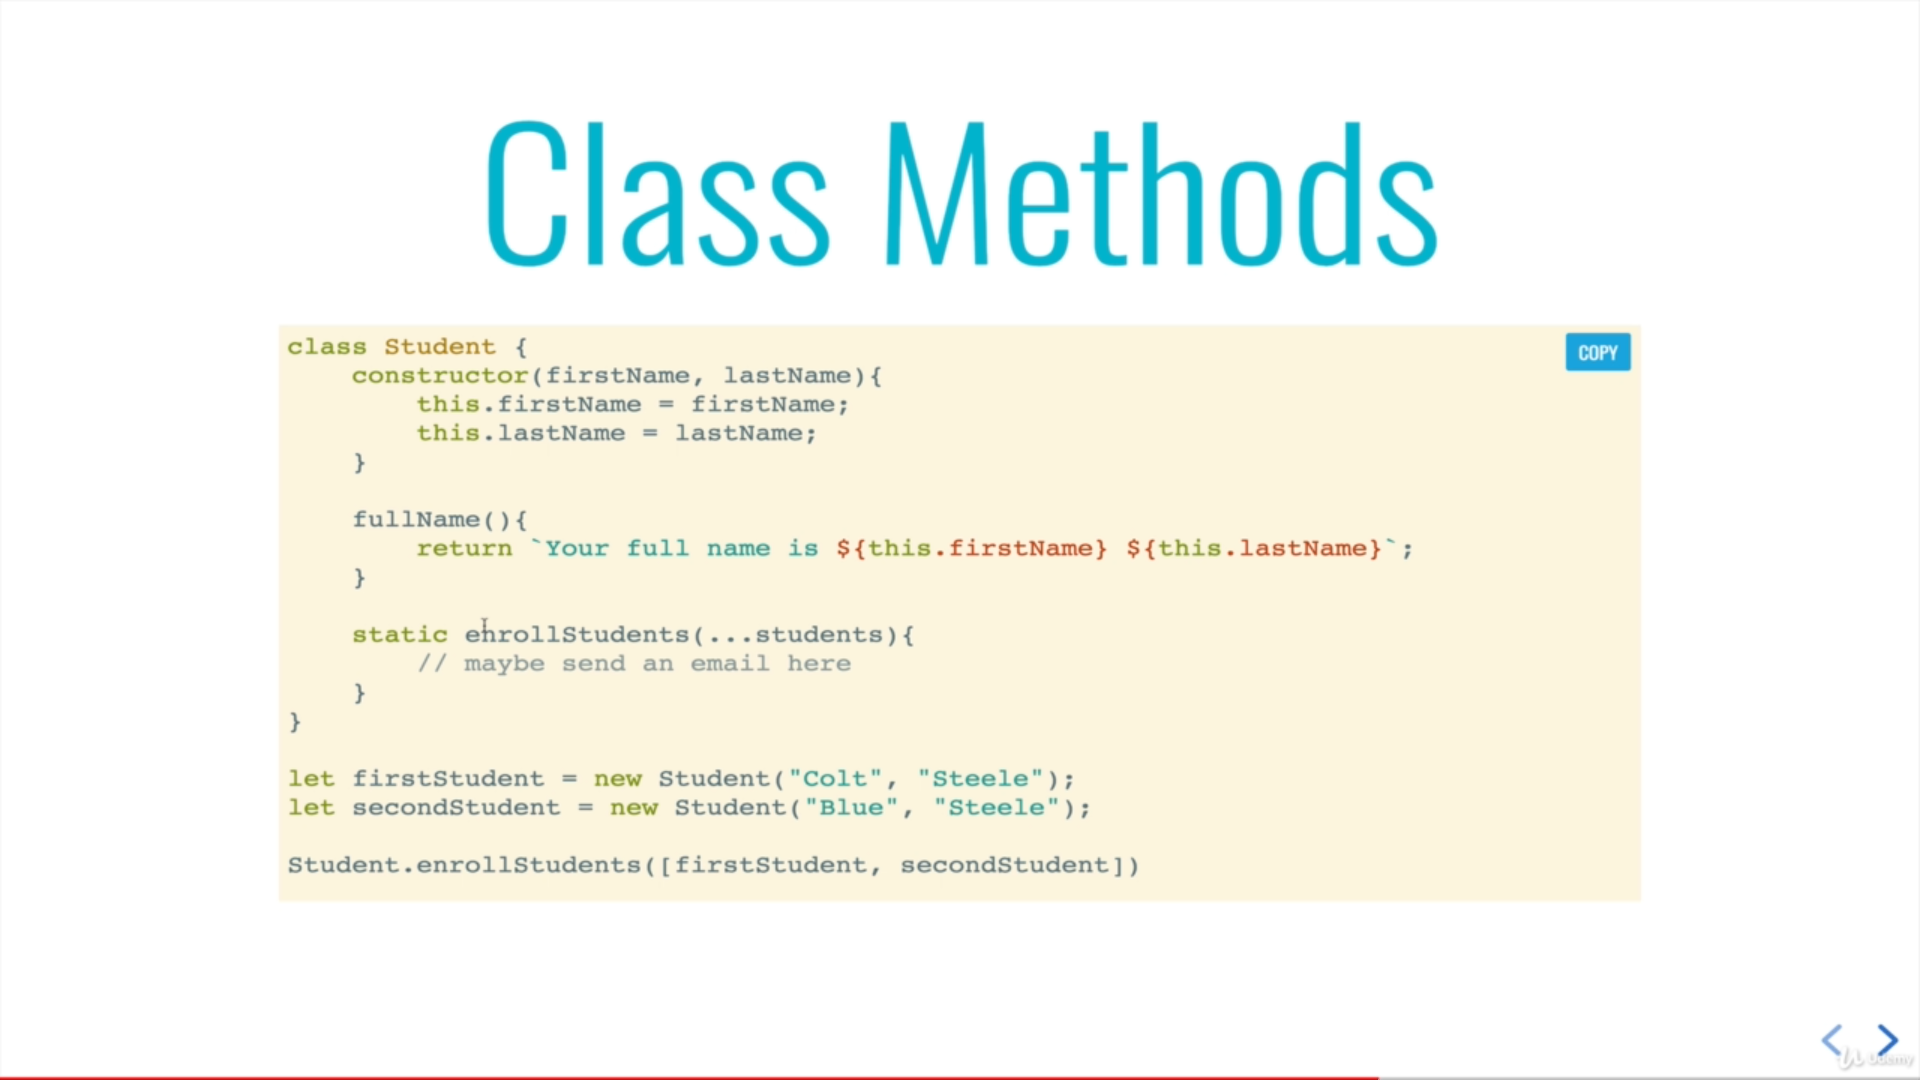 Class Methods
COPY
class Student {
    constructor(firstName, lastName){
        this.firstName = firstName;
        this.lastName = lastName;
    }

    fullName(){
        return `Your full name is ${this.firstName} ${this.lastName}`;
    }

    static enrollStudents(...students){
        // maybe send an email here
    }
}

let firstStudent = new Student("Colt", "Steele");
let secondStudent = new Student("Blue", "Steele");

Student.enrollStudents([firstStudent, secondStudent])
Udemy